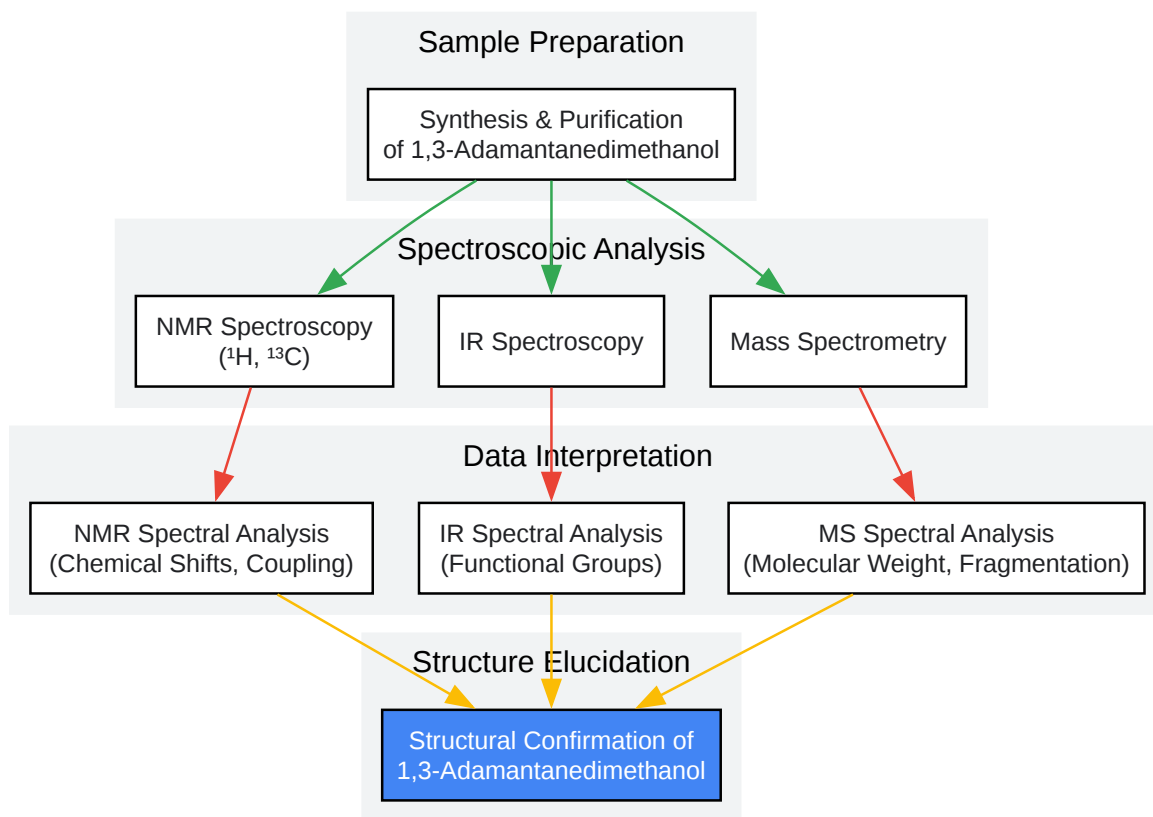 Sample Preparation
Synthesis & Purification
of 1,3-Adamantanedimethanol
Spectroscopic Analysis
NMR Spectroscopy
(¹H, ¹³C)
IR Spectroscopy
Mass Spectrometry
Data Interpretation
NMR Spectral Analysis
(Chemical Shifts, Coupling)
IR Spectral Analysis
(Functional Groups)
MS Spectral Analysis
(Molecular Weight, Fragmentation)
Structure Elucidation
Structural Confirmation of
1,3-Adamantanedimethanol